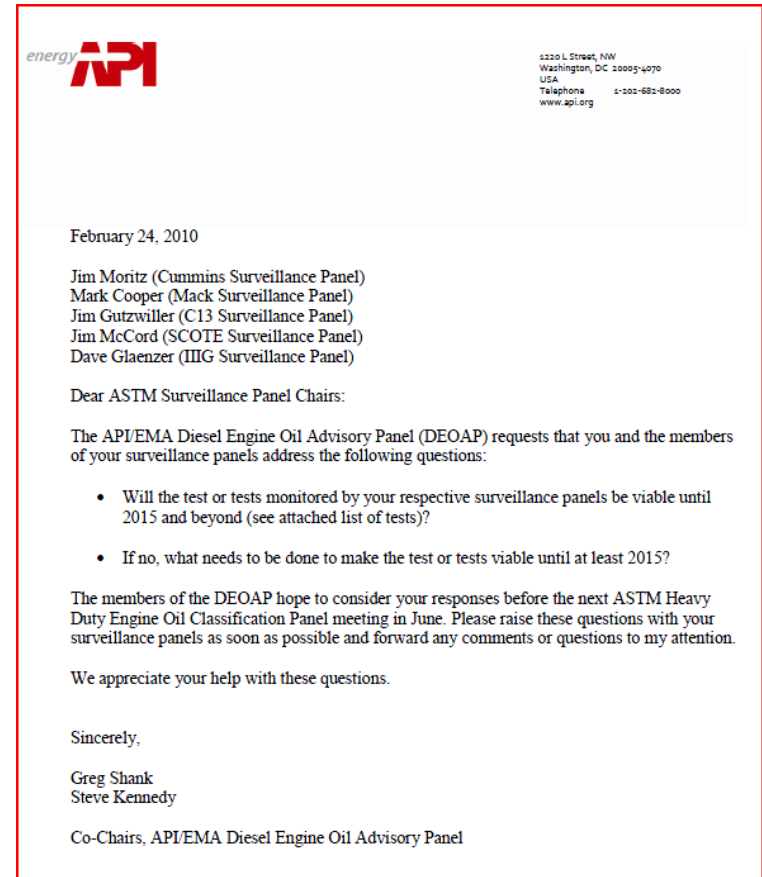 energy API
1220 L Street, NW
Washington, DC 20005-4070
USA
Telephone 1-202-682-8000
www.api.org
February 24, 2010
Jim Moritz (Cummins Surveillance Panel)
Mark Cooper (Mack Surveillance Panel)
Jim Gutzwiller (C13 Surveillance Panel)
Jim McCord (SCOTE Surveillance Panel)
Dave Glaenzer (IIIG Surveillance Panel)
Dear ASTM Surveillance Panel Chairs:
The API/EMA Diesel Engine Oil Advisory Panel (DEOAP) requests that you and the members
of your surveillance panels address the following questions:
• Will the test or tests monitored by your respective surveillance panels be viable until
2015 and beyond (see attached list of tests)?
• If no, what needs to be done to make the test or tests viable until at least 2015?
The members of the DEOAP hope to consider your responses before the next ASTM Heavy
Duty Engine Oil Classification Panel meeting in June. Please raise these questions with your
surveillance panels as soon as possible and forward any comments or questions to my attention.
We appreciate your help with these questions.
Sincerely,
Greg Shank
Steve Kennedy
Co-Chairs, API/EMA Diesel Engine Oil Advisory Panel